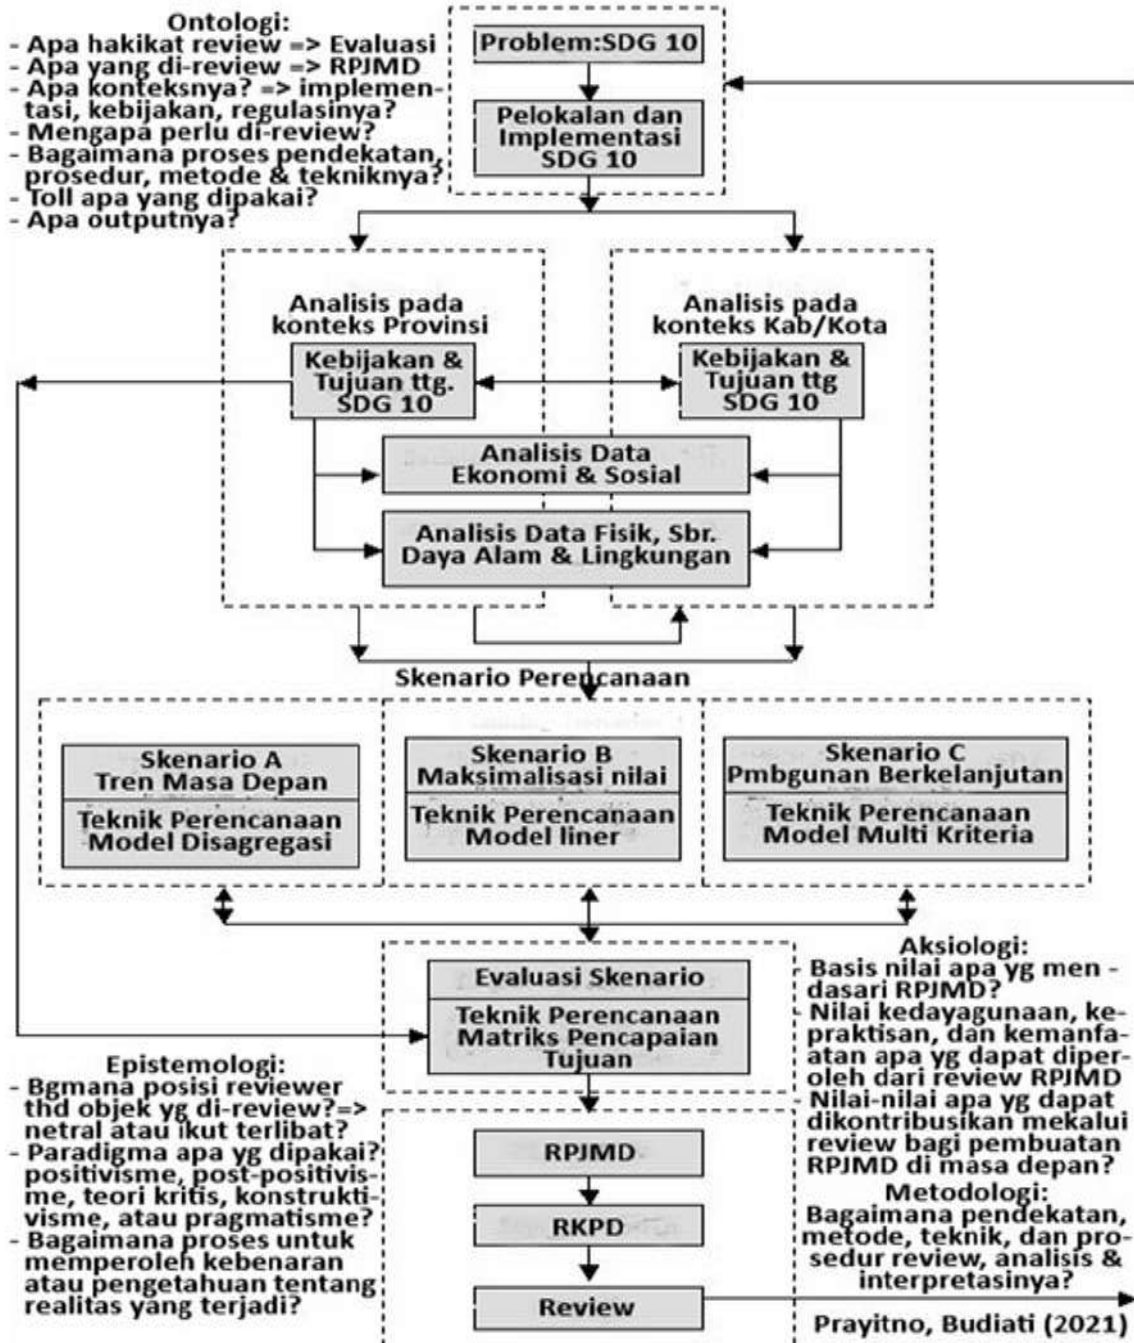 Ontologi:
- Apa hakikat review => Evaluasi
- Apa yang di-review => RPJMD
- Apa konteksnya? => implemen-
tasi, kebijakan, regulasinya?
- Mengapa perlu di-review?
- Bagaimana proses pendekatan,
prosedur, metode & tekniknya?
- Toll apa yang dipakai?
- Apa outputnya?
Problem:SDG 10
Pelokalan dan
Implementasi
SDG 10
Analisis pada
konteks Provinsi
Kebijakan &
Tujuan ttg.
SDG 10
Analisis pada
konteks Kab/Kota
Kebijakan &
Tujuan ttg
SDG 10
Analisis Data
Ekonomi & Sosial
Analisis Data Fisik, Sbr.
Daya Alam & Lingkungan
Skenario Perencanaan
Skenario A
Tren Masa Depan
Teknik Perencanaan
Model Disagregasi
Skenario B
Maksimalisasi nilai
Teknik Perencanaan
Model liner
Skenario C
Pmbgunan Berkelanjutan
Teknik Perencanaan
Model Multi Kriteria
Evaluasi Skenario
Teknik Perencanaan
Matriks Pencapaian
Tujuan
Epistemologi:
- Bgmana posisi reviewer
thd objek yg di-review?=>
netral atau ikut terlibat?
- Paradigma apa yg dipakai?
positivisme, post-positivis-
me, teori kritis, konstrukti-
visme, atau pragmatisme?
- Bagaimana proses untuk
memperoleh kebenaran
atau pengetahuan tentang
realitas yang terjadi?
RPJMD
RKPD
Review
Aksiologi:
- Basis nilai apa yg men -
dasari RPJMD?
- Nilai kedayagunaan, ke-
praktisan, dan kemanfa-
atan apa yg dapat diper-
oleh dari review RPJMD
- Nilai-nilai apa yg dapat
dikontribusikan mekalui
review bagi pembuatan
RPJMD di masa depan?
Metodologi:
Bagaimana pendekatan,
metode, teknik, dan pro-
sedur review, analisis &
interpretasinya?
Prayitno, Budiati (2021)